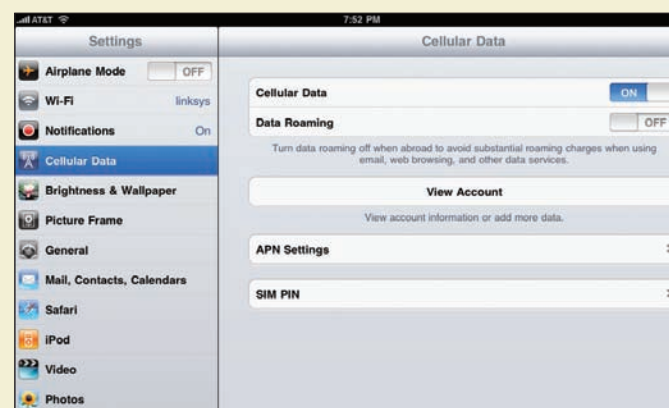 AT&T
7:52 PM
Settings
Airplane Mode OFF
Wi-Fi linksys
Notifications On
Cellular Data
Brightness & Wallpaper
Picture Frame
General
Mail, Contacts, Calendars
Safari
iPod
Video
Photos
Cellular Data
Cellular Data ON
Data Roaming OFF
Turn data roaming off when abroad to avoid substantial roaming charges when using
email, web browsing, and other data services.
View Account
View account information or add more data.
APN Settings
SIM PIN